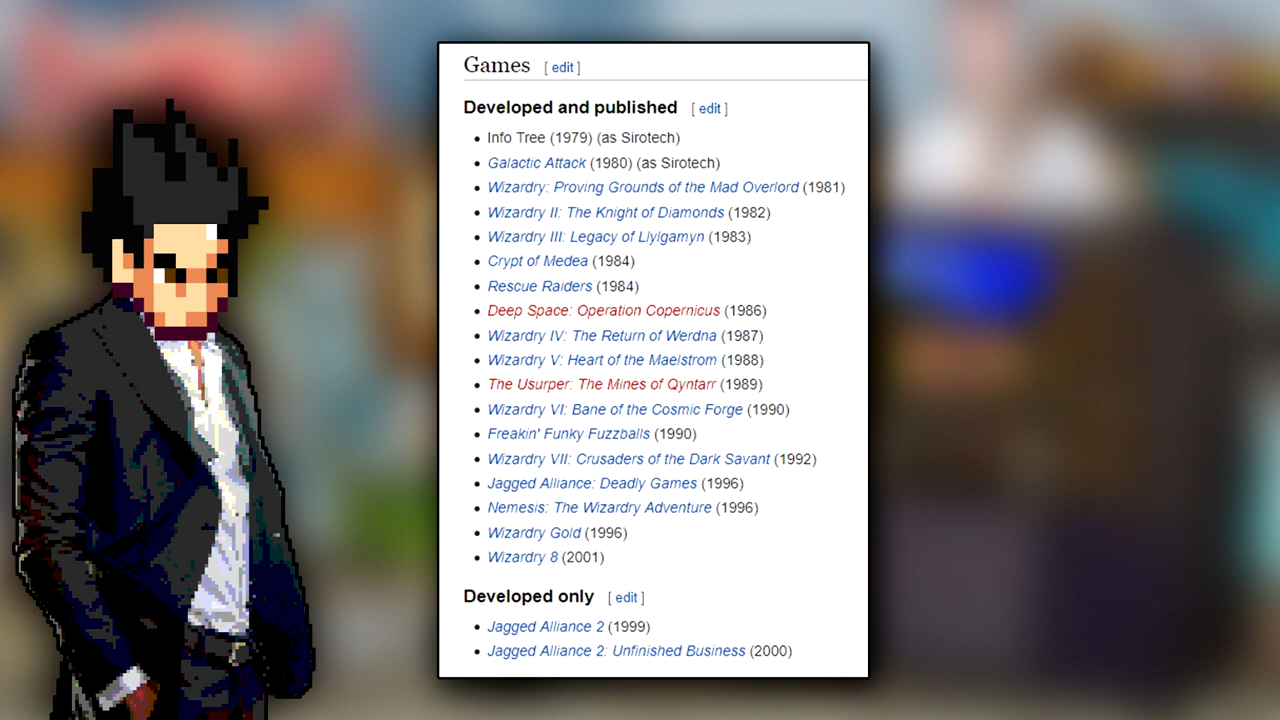 Games [ edit ]
Developed and published [ edit ]
Info Tree (1979) (as Sirotech)
Galactic Attack (1980) (as Sirotech)
Wizardry: Proving Grounds of the Mad Overlord (1981)
Wizardry II: The Knight of Diamonds (1982)
Wizardry III: Legacy of Llylgamyn (1983)
Crypt of Medea (1984)
Rescue Raiders (1984)
Deep Space: Operation Copernicus (1986)
Wizardry IV: The Return of Werdna (1987)
Wizardry V: Heart of the Maelstrom (1988)
The Usurper: The Mines of Qyntarr (1989)
Wizardry VI: Bane of the Cosmic Forge (1990)
Freakin' Funky Fuzzballs (1990)
Wizardry VII: Crusaders of the Dark Savant (1992)
Jagged Alliance: Deadly Games (1996)
Nemesis: The Wizardry Adventure (1996)
Wizardry Gold (1996)
Wizardry 8 (2001)
Developed only [ edit ]
Jagged Alliance 2 (1999)
Jagged Alliance 2: Unfinished Business (2000)